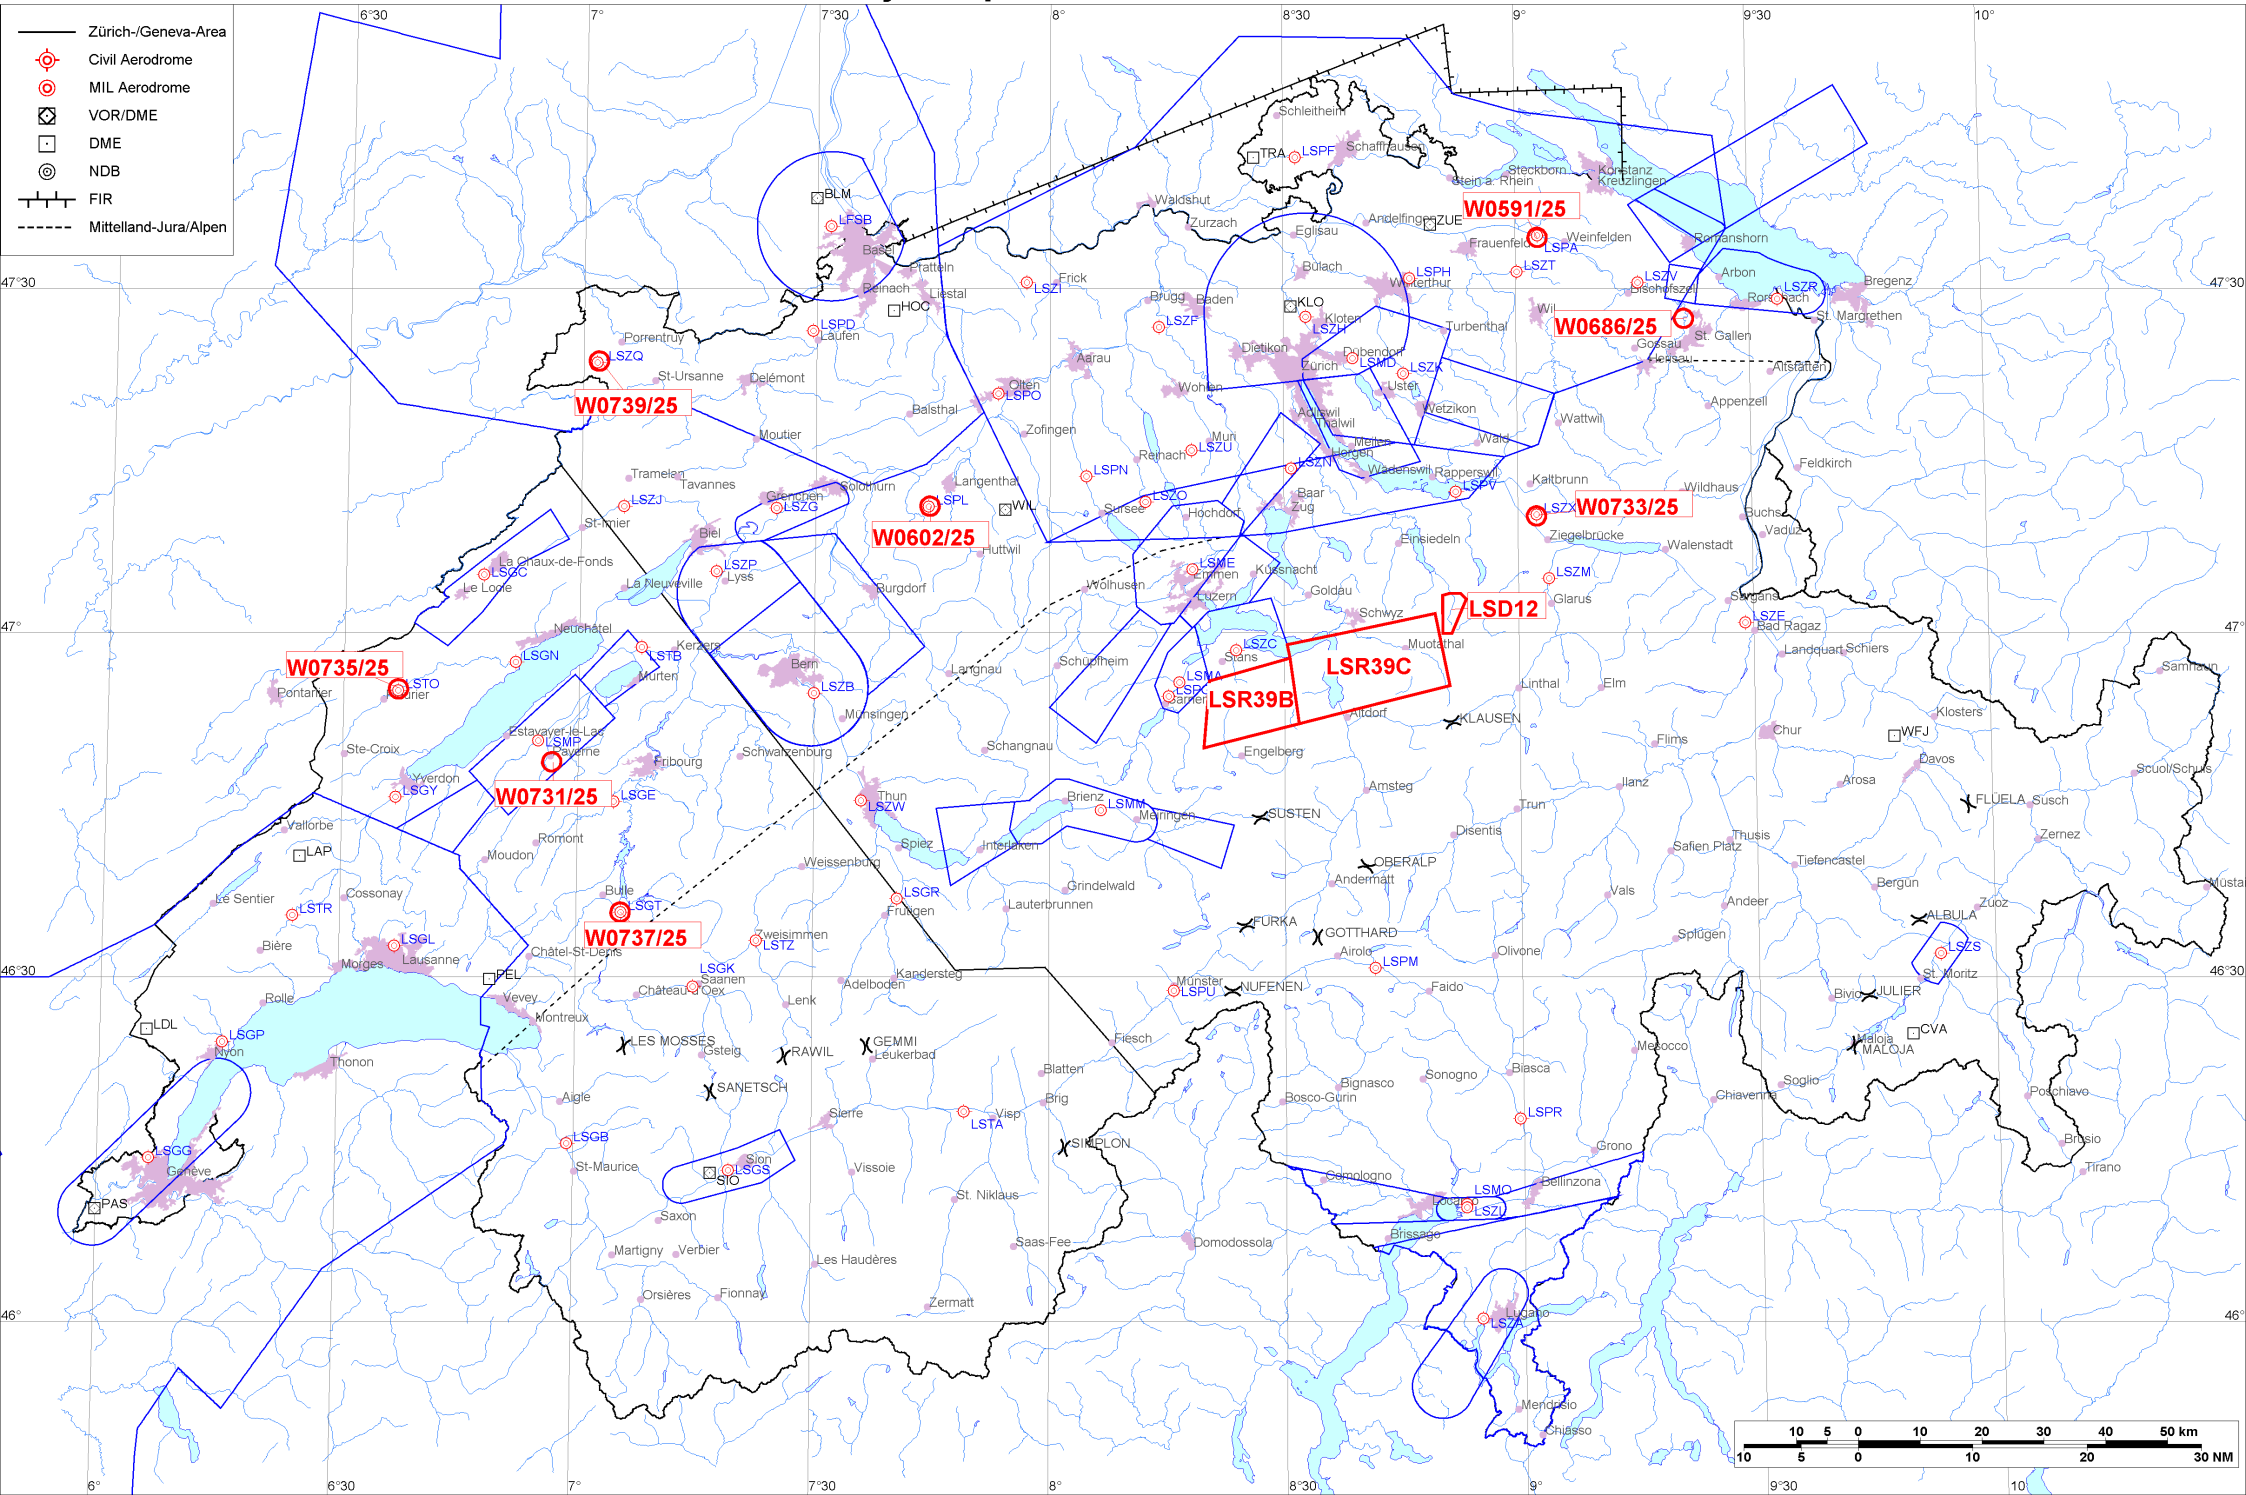 6°30
7°
7°30
8°
8°30
9°
9°30
10°
Zürich-/Geneva-Area
Civil Aerodrome
MIL Aerodrome
VOR/DME
DME
NDB
FIR
Mittelland-Jura/Alpen
Schleitheim
TRA
LSPF
Schaffhausen
Steckborn
Stein a. Rhein
Konstanz
Kreuzlingen
BLM
LFSB
Basel
Waldshut
Zurzach
Eglisau
Andelfingen
ZUE
W0591/25
LSPA
Weinfelden
Frauenfeld
Romanshorn
Pratteln
Reinach
Liestal
HOC
Frick
LSZI
Bülach
LSPH
Winterthur
LSZT
LSZV
Bischofszell
Arbon
LSZR
Rorschach
Bregenz
47°30
47°30
Brugg
Baden
KLO
Kloten
LSZH
LSZF
Wil
W0686/25
St. Gallen
St. Margrethen
Gossau
Herisau
Altstätten
Turbenthal
Porrentruy
LSPD
Laufen
LSZQ
W0739/25
St-Ursanne
Delémont
Aarau
Dietikon
Zürich
Dübendorf
LSMD
LSZK
Uster
Wetzikon
Olten
LSPO
Wohlen
Balsthal
Zofingen
Adliswil
Thalwil
Appenzell
Wattwil
Moutier
Muri
LSZU
Reinach
Meilen
Horgen
Wald
Tramelan
Tavannes
LSPN
LSZN
Wädenswil
Rapperswil
LSPV
Kaltbrunn
Feldkirch
LSZJ
Grenchen
LSZG
Solothurn
Langenthal
LSPL
WIL
W0602/25
Huttwil
LSZO
Sursee
Hochdorf
Baar
Zug
LSZX
W0733/25
Wildhaus
Buchs
Vaduz
St-Imier
Biel
Einsiedeln
Ziegelbrücke
Walenstadt
La Chaux-de-Fonds
LSGC
Le Locle
LSZP
Lyss
La Neuveville
Burgdorf
Wolhusen
LSME
Emmen
Luzern
Küssnacht
Goldau
LSZM
Glarus
Sargans
LSD12
Schwyz
LSZE
Bad Ragaz
47°
47°
Neuchâtel
Kerzers
LSTB
Murten
LSGN
Bern
LSZB
Langnau
Schüpfheim
LSZC
Stans
Muotathal
LSR39C
LSR39B
LSMA
Landquart
Schiers
Samnaun
W0735/25
LSTO
Pontarlier
Linthal
Elm
Klosters
Münsingen
Altdorf
KLAUSEN
Estavayer-le-Lac
LSMP
Payerne
W0731/25
Ste-Croix
Fribourg
Schwarzenburg
Schangnau
Engelberg
Flims
Chur
WFJ
Davos
Arosa
Scuol/Schuls
Yverdon
LSGY
LSGE
Thun
LSZW
Brienz
LSMM
Meiringen
Amsteg
Ilanz
FLÜELA
Susch
SUSTEN
Trun
Vallorbe
LAP
Romont
Moudon
Weissenburg
Spiez
Interlaken
Disentis
Safien Platz
Thusis
Zernez
OBERALP
Andermatt
Tiefencastel
Le Sentier
LSTR
Cossonay
Bulle
LSGT
W0737/25
LSGR
Frutigen
Grindelwald
Lauterbrunnen
Vals
Andeer
Bergün
ALBULA
Zuoz
FURKA
GOTTHARD
Zweisimmen
LSTZ
Bière
LSGL
Lausanne
Morges
Châtel-St-Denis
PEL
Airolo
LSPM
Olivone
Splügen
LSZS
St. Moritz
46°30
LSGK
Saanen
Château-d'Oex
Adelboden
Kandersteg
Münster
LSPU
NUFENEN
Faido
Bivio
JULIER
Rolle
Vevey
Montreux
Lenk
LDL
LSGP
Nyon
Thonon
LES MOSSES
Gsteig
RAWIL
GEMMI
Leukerbad
Fiesch
Mesocco
Maloja
MALOJA
CVA
Blatten
Brig
SANETSCH
Bignasco
Sonogno
Biasca
Soglio
Chiavenna
Poschiavo
Aigle
Sierre
LSTA
Visp
Bosco-Gurin
LSPR
LSGB
SIMPLON
Grono
Brusio
Tirano
LSGG
Genève
PAS
St-Maurice
Sion
LSGS
SIO
Vissoie
St. Niklaus
Comologno
LSMO
LSZL
Locarno
Bellinzona
Brissago
Saxon
Martigny
Verbier
Les Haudères
Saas-Fee
Domodossola
Orsières
Fionnay
Zermatt
46°
46°
Lugano
LSZA
Mendrisio
Chiasso
10 5 0 10 20 30 40 50 km
10 5 0 10 20 30 NM
6°
6°30
7°
7°30
8°
8°30
9°
9°30
10